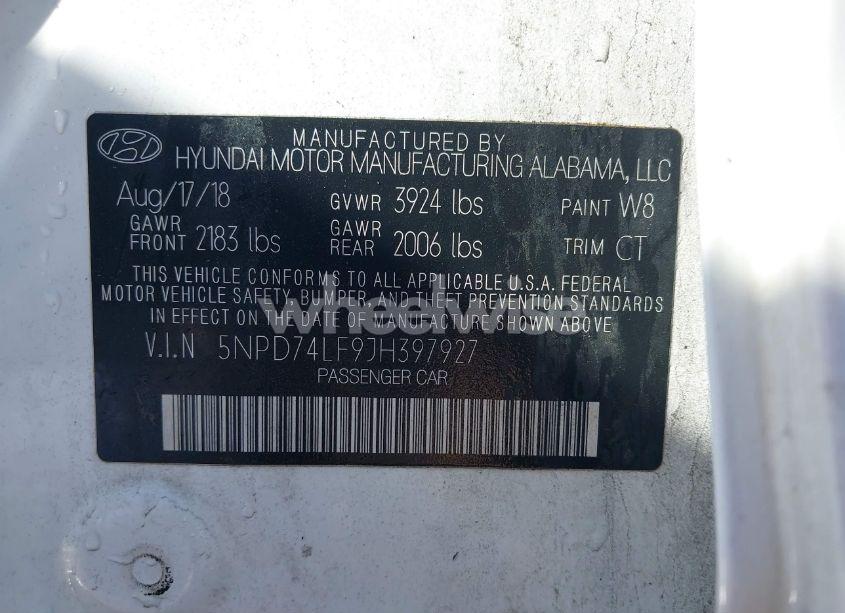 MANUFACTURED BY
HYUNDAI MOTOR MANUFACTURING ALABAMA, LLC
Aug/17/18 GVWR 3924 lbs PAINT W8
GAWR FRONT 2183 lbs GAWR REAR 2006 lbs TRIM CT
THIS VEHICLE CONFORMS TO ALL APPLICABLE U.S.A. FEDERAL
MOTOR VEHICLE SAFETY, BUMPER, AND THEFT PREVENTION STANDARDS
IN EFFECT ON THE DATE OF MANUFACTURE SHOWN ABOVE
wheelwise
V.I.N 5NPD74LF9JH397927
PASSENGER CAR